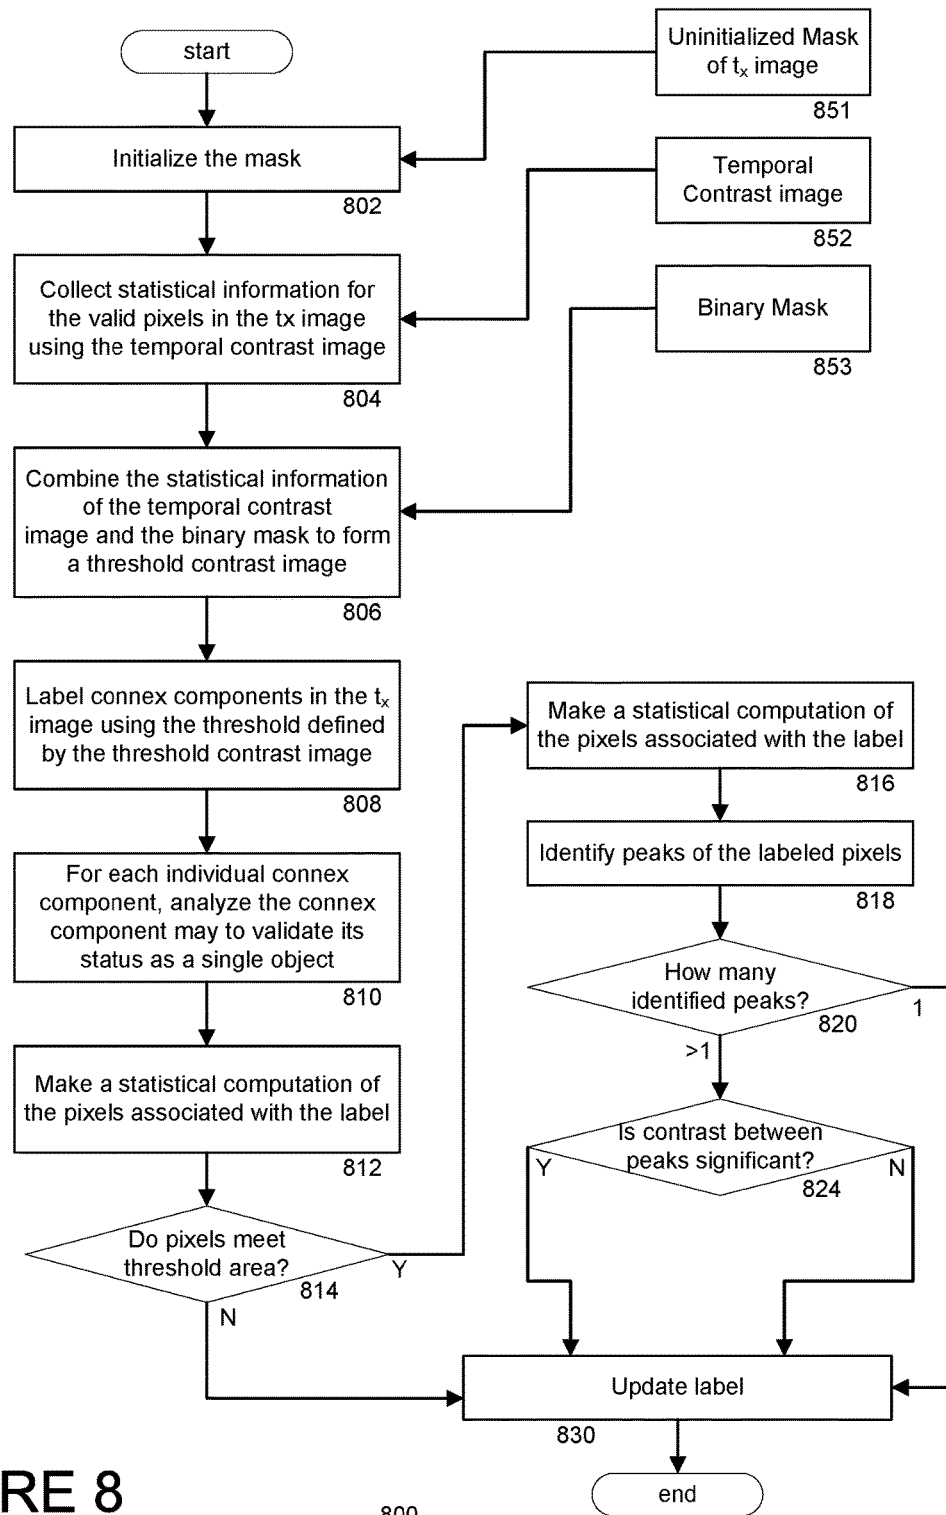 start
Initialize the mask
802
Uninitialized Mask
of tx image
851
Temporal
Contrast image
852
Binary Mask
853
Collect statistical information for
the valid pixels in the tx image
using the temporal contrast image
804
Combine the statistical information
of the temporal contrast
image and the binary mask to form
a threshold contrast image
806
Label connex components in the tx
image using the threshold defined
by the threshold contrast image
808
For each individual connex
component, analyze the connex
component may to validate its
status as a single object
810
Make a statistical computation of
the pixels associated with the label
812
Do pixels meet
threshold area?
814
Y
N
Make a statistical computation of
the pixels associated with the label
816
Identify peaks of the labeled pixels
818
How many
identified peaks?
820
1
>1
Is contrast between
peaks significant?
824
Y
N
Update label
830
end
RE 8
800